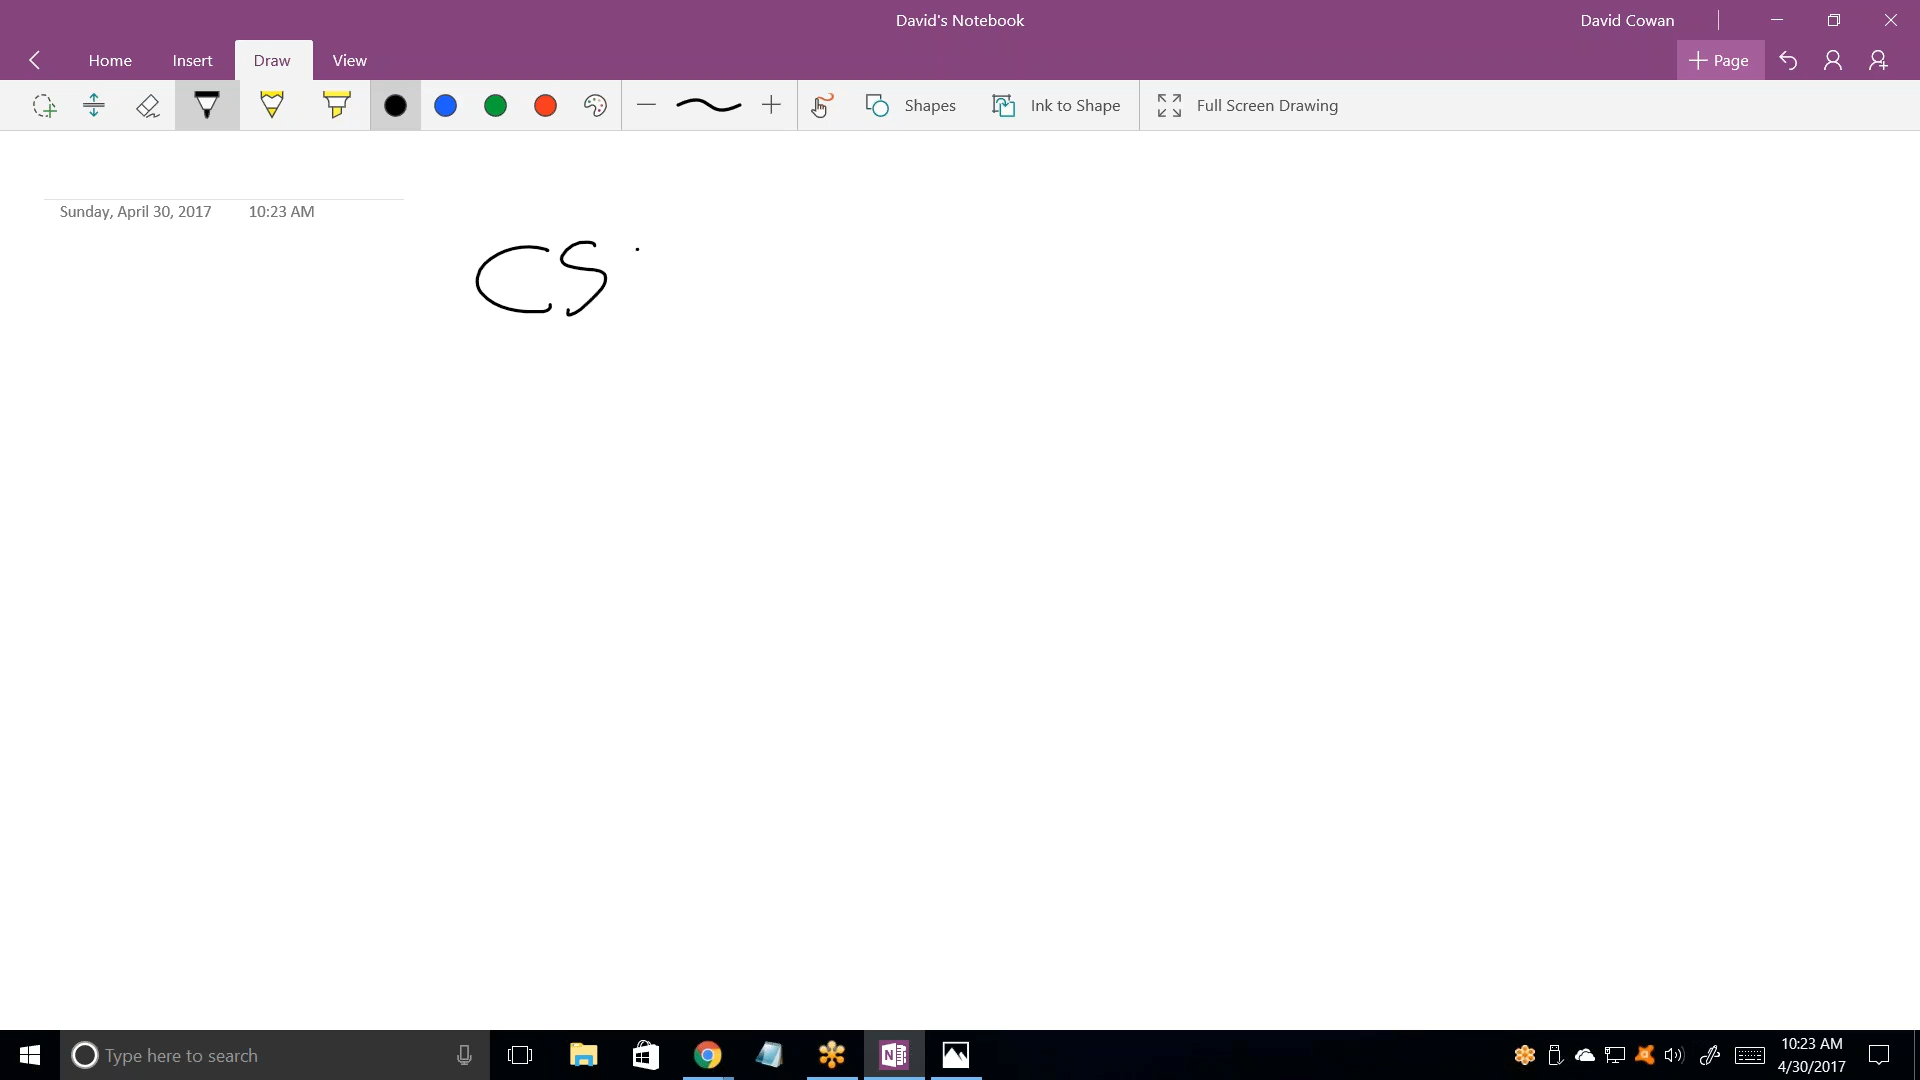 David's Notebook
David Cowan
Home Insert Draw View
Page
Shapes Ink to Shape Full Screen Drawing
Sunday, April 30, 2017 10:23 AM
CS
Type here to search
10:23 AM
4/30/2017